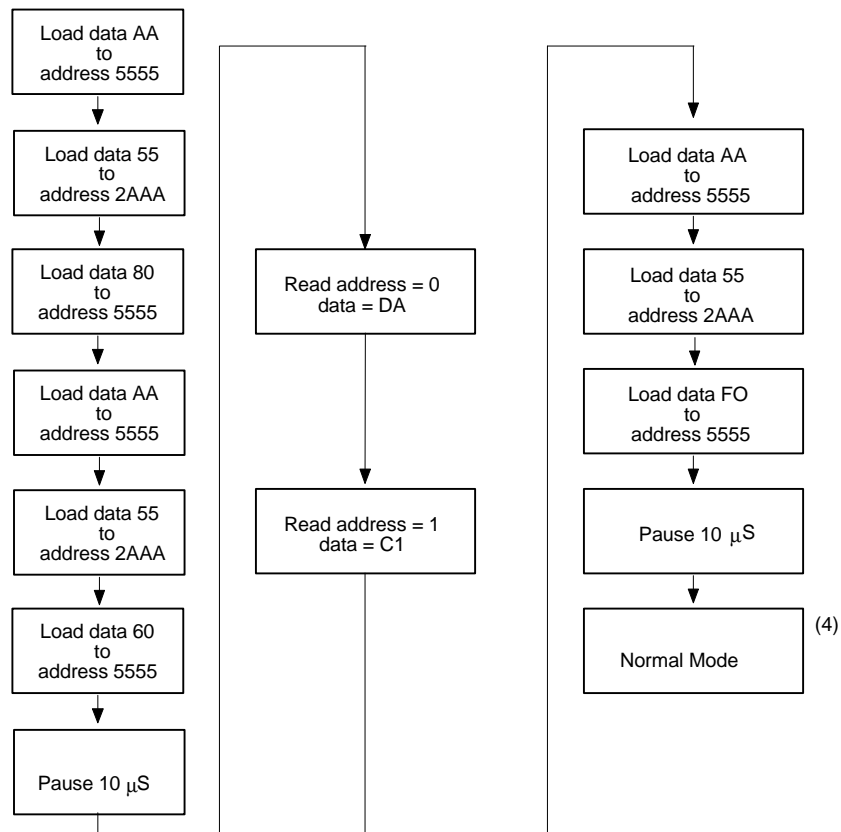 Load data AA
to
address 5555
Load data 55
to
address 2AAA
Load data 80
to
address 5555
Load data AA
to
address 5555
Load data 55
to
address 2AAA
Load data 60
to
address 5555
Pause 10 μS
Read address = 0
data = DA
Read address = 1
data = C1
Load data AA
to
address 5555
Load data 55
to
address 2AAA
Load data FO
to
address 5555
Pause 10 μS
Normal Mode
(4)